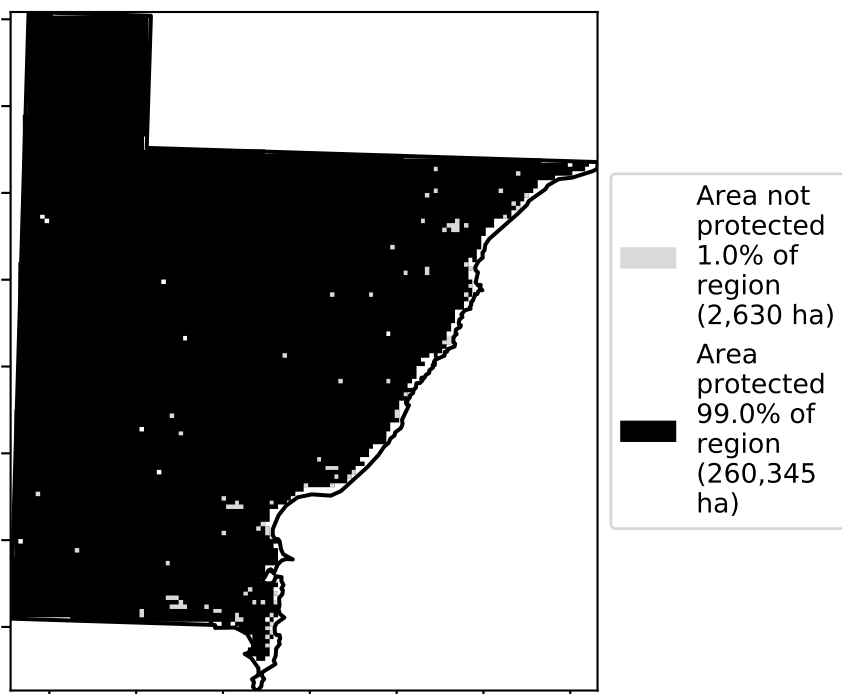 Area not
protected
1.0% of
region
(2,630 ha)
Area
protected
99.0% of
region
(260,345
ha)